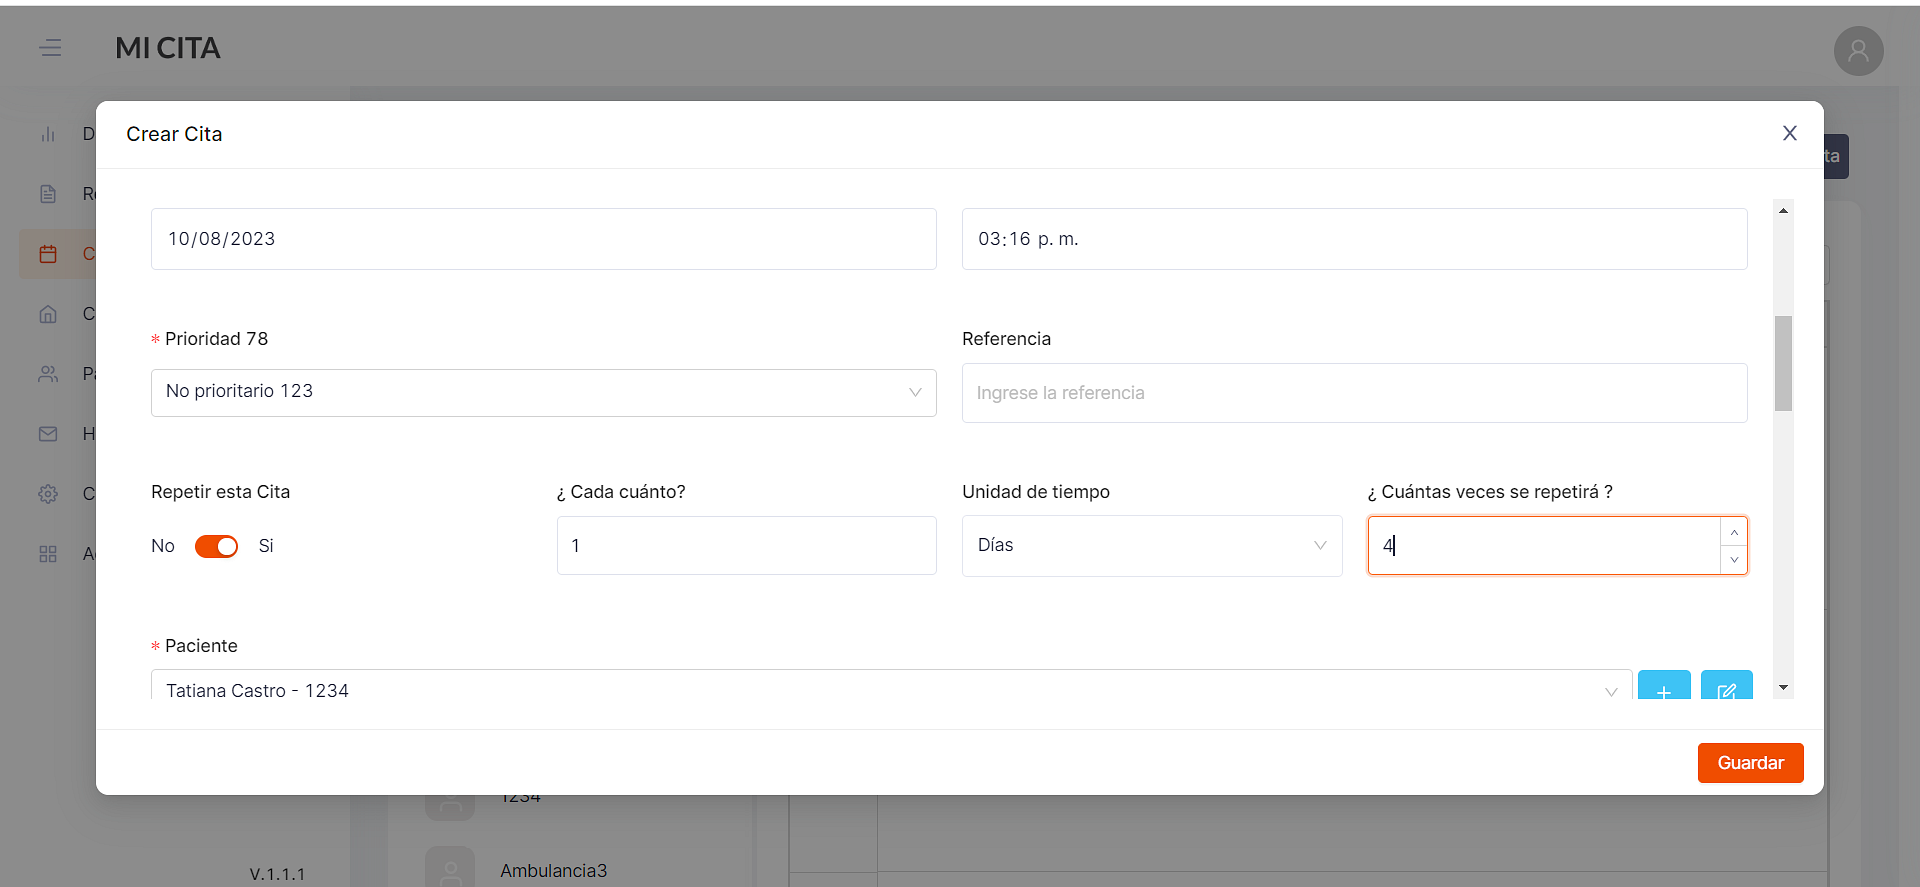 MI CITA
Crear Cita
10/08/2023
03:16 p. m.
* Prioridad 78
Referencia
No prioritario 123
Ingrese la referencia
Repetir esta Cita
¿ Cada cuánto?
Unidad de tiempo
¿ Cuántas veces se repetirá ?
No
Si
1
Días
4
* Paciente
Tatiana Castro - 1234
Guardar
1234
Ambulancia3
V.1.1.1